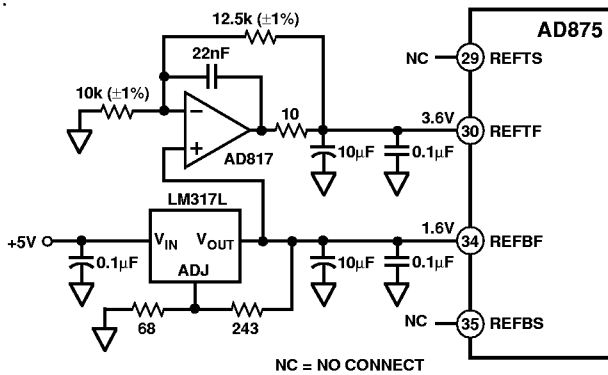 12.5k (±1%)
AD875
22nF
NC
29
REFTS
10k (±1%)
−
+
10
3.6V
30
REFTF
AD817
10µF
0.1µF
LM317L
+5V
VIN
VOUT
ADJ
1.6V
34
REFBF
0.1µF
10µF
0.1µF
68
243
NC
35
REFBS
NC = NO CONNECT